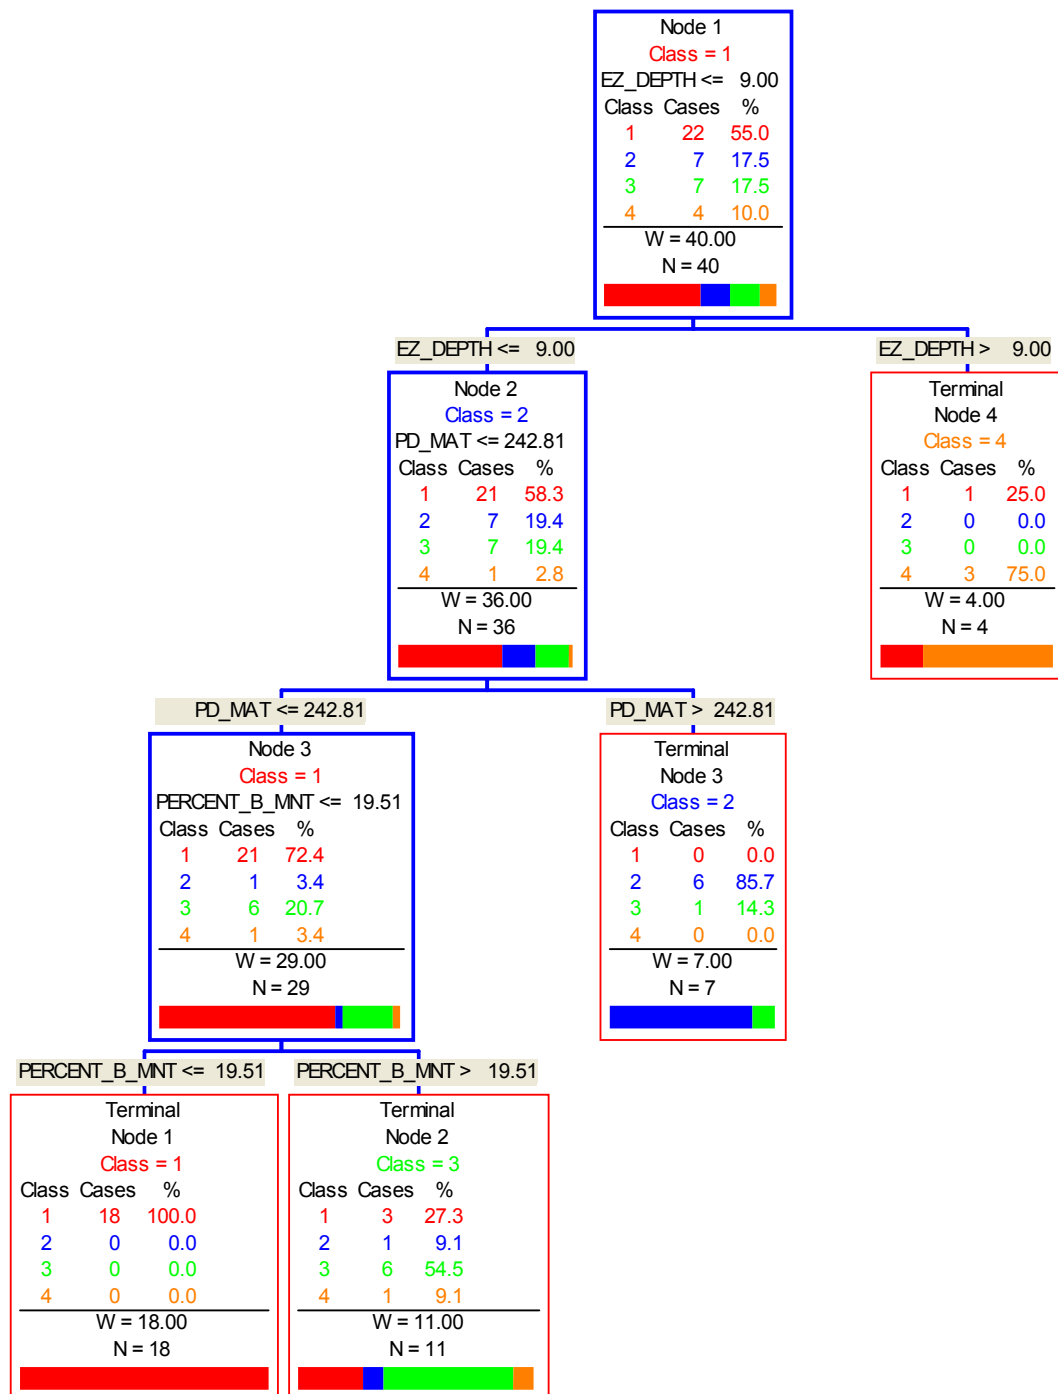 Node 1
Class = 1
EZ_DEPTH <= 9.00
Class Cases %
1 22 55.0
2 7 17.5
3 7 17.5
4 4 10.0
W = 40.00
N = 40
EZ_DEPTH <= 9.00
EZ_DEPTH > 9.00
Node 2
Class = 2
PD_MAT <= 242.81
Class Cases %
1 21 58.3
2 7 19.4
3 7 19.4
4 1 2.8
W = 36.00
N = 36
Terminal
Node 4
Class = 4
Class Cases %
1 1 25.0
2 0 0.0
3 0 0.0
4 3 75.0
W = 4.00
N = 4
PD_MAT <= 242.81
PD_MAT > 242.81
Node 3
Class = 1
PERCENT_B_MNT <= 19.51
Class Cases %
1 21 72.4
2 1 3.4
3 6 20.7
4 1 3.4
W = 29.00
N = 29
Terminal
Node 3
Class = 2
Class Cases %
1 0 0.0
2 6 85.7
3 1 14.3
4 0 0.0
W = 7.00
N = 7
PERCENT_B_MNT <= 19.51
PERCENT_B_MNT > 19.51
Terminal
Node 1
Class = 1
Class Cases %
1 18 100.0
2 0 0.0
3 0 0.0
4 0 0.0
W = 18.00
N = 18
Terminal
Node 2
Class = 3
Class Cases %
1 3 27.3
2 1 9.1
3 6 54.5
4 1 9.1
W = 11.00
N = 11